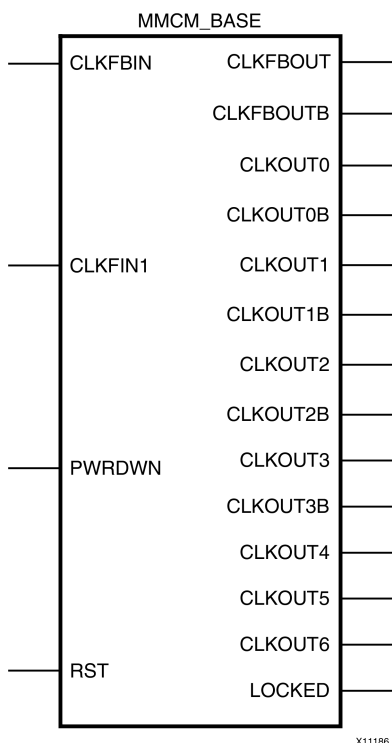 MMCM_BASE
CLKFBIN
CLKFBOUT
CLKFBOUTB
CLKOUT0
CLKOUT0B
CLKFIN1
CLKOUT1
CLKOUT1B
CLKOUT2
CLKOUT2B
PWRDWN
CLKOUT3
CLKOUT3B
CLKOUT4
CLKOUT5
CLKOUT6
RST
LOCKED
X11186